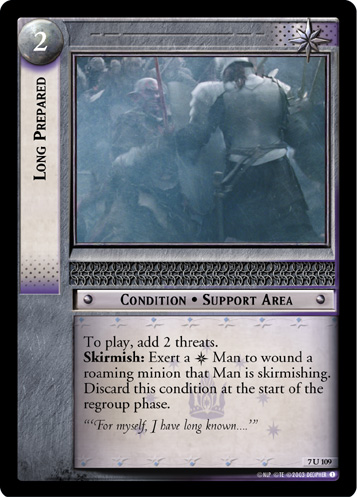 2
LONG PREPARED
CONDITION • SUPPORT AREA
To play, add 2 threats.
Skirmish: Exert a Man to wound a
roaming minion that Man is skirmishing.
Discard this condition at the start of the
regroup phase.
“‘For myself, I have long known....’”
7 U 109